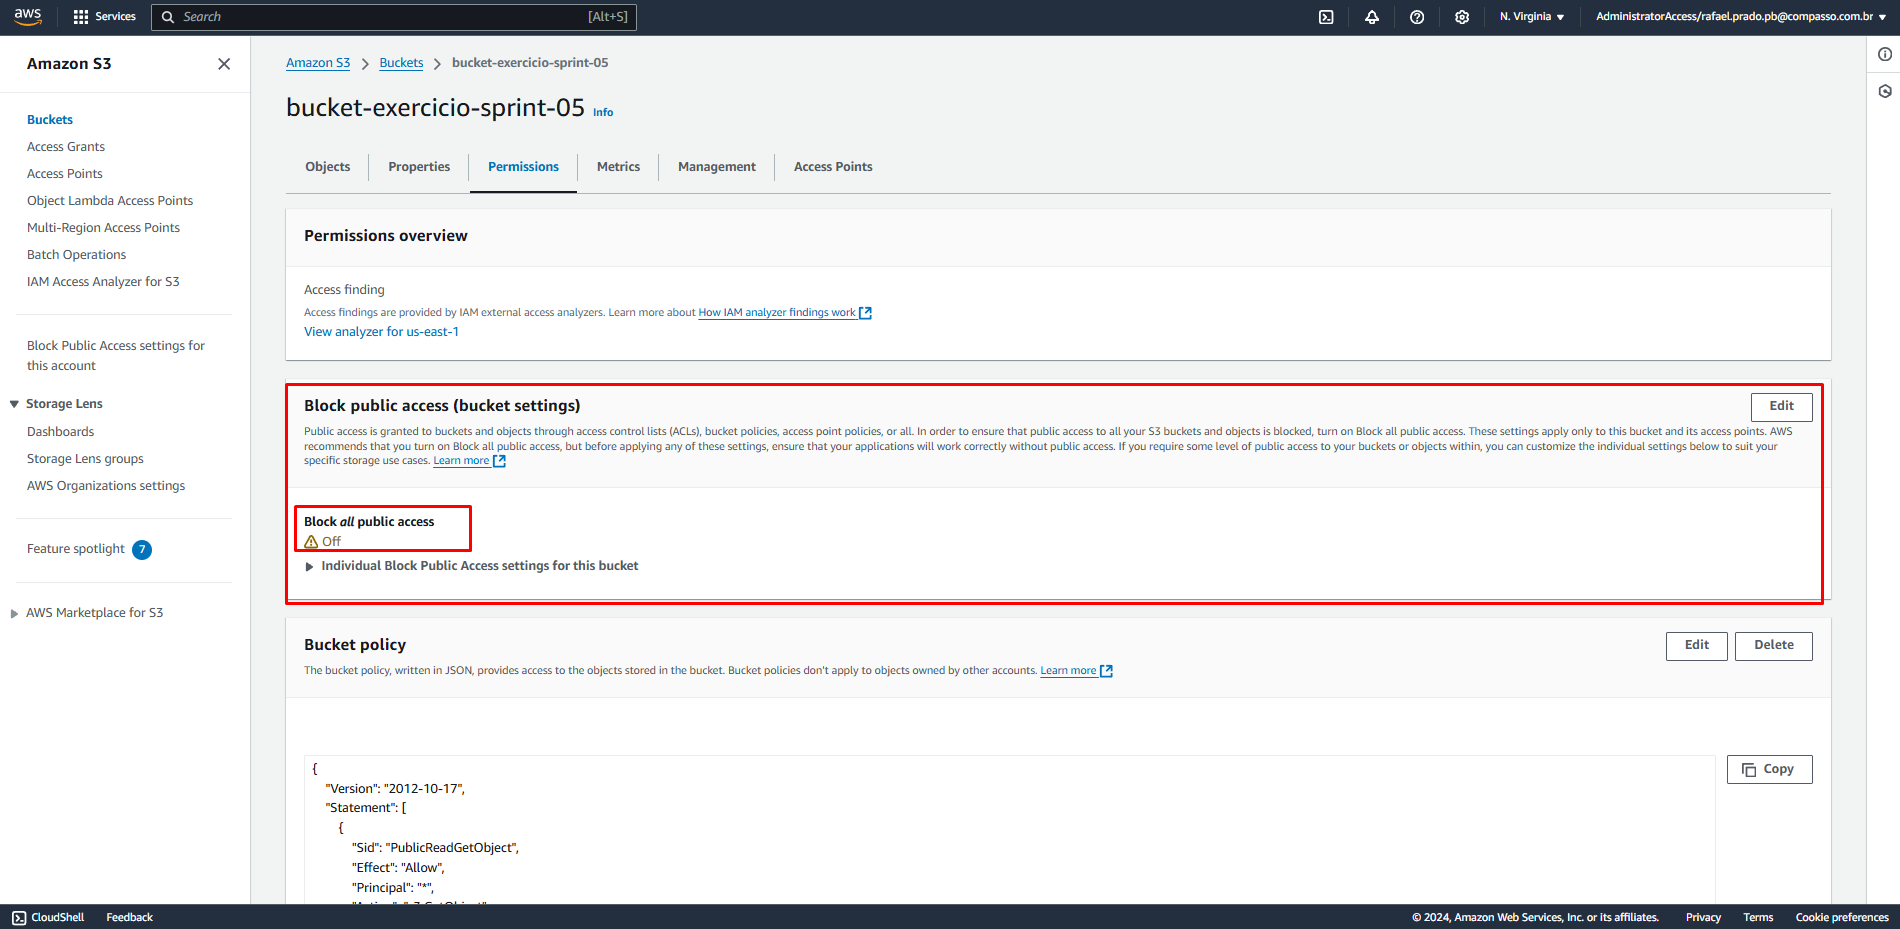 aws Services Search [Alt+S] N. Virginia AdministratorAccess/rafael.prado.pb@compasso.com.br
Amazon S3
Buckets
Access Grants
Access Points
Object Lambda Access Points
Multi-Region Access Points
Batch Operations
IAM Access Analyzer for S3
Block Public Access settings for
this account
Storage Lens
Dashboards
Storage Lens groups
AWS Organizations settings
Feature spotlight 7
AWS Marketplace for S3
Amazon S3 > Buckets > bucket-exercicio-sprint-05
bucket-exercicio-sprint-05 Info
Objects Properties Permissions Metrics Management Access Points
Permissions overview
Access finding
Access findings are provided by IAM external access analyzers. Learn more about How IAM analyzer findings work
View analyzer for us-east-1
Block public access (bucket settings) Edit
Public access is granted to buckets and objects through access control lists (ACLs), bucket policies, access point policies, or all. In order to ensure that public access to all your S3 buckets and objects is blocked, turn on Block all public access. These settings apply only to this bucket and its access points. AWS
recommends that you turn on Block all public access, but before applying any of these settings, ensure that your applications will work correctly without public access. If you require some level of public access to your buckets or objects within, you can customize the individual settings below to suit your
specific storage use cases. Learn more
Block all public access
Off
Individual Block Public Access settings for this bucket
Bucket policy Edit Delete
The bucket policy, written in JSON, provides access to the objects stored in the bucket. Bucket policies don't apply to objects owned by other accounts. Learn more
Copy
{
"Version": "2012-10-17",
"Statement": [
{
"Sid": "PublicReadGetObject",
"Effect": "Allow",
"Principal": "*",
CloudShell Feedback © 2024, Amazon Web Services, Inc. or its affiliates. Privacy Terms Cookie preferences